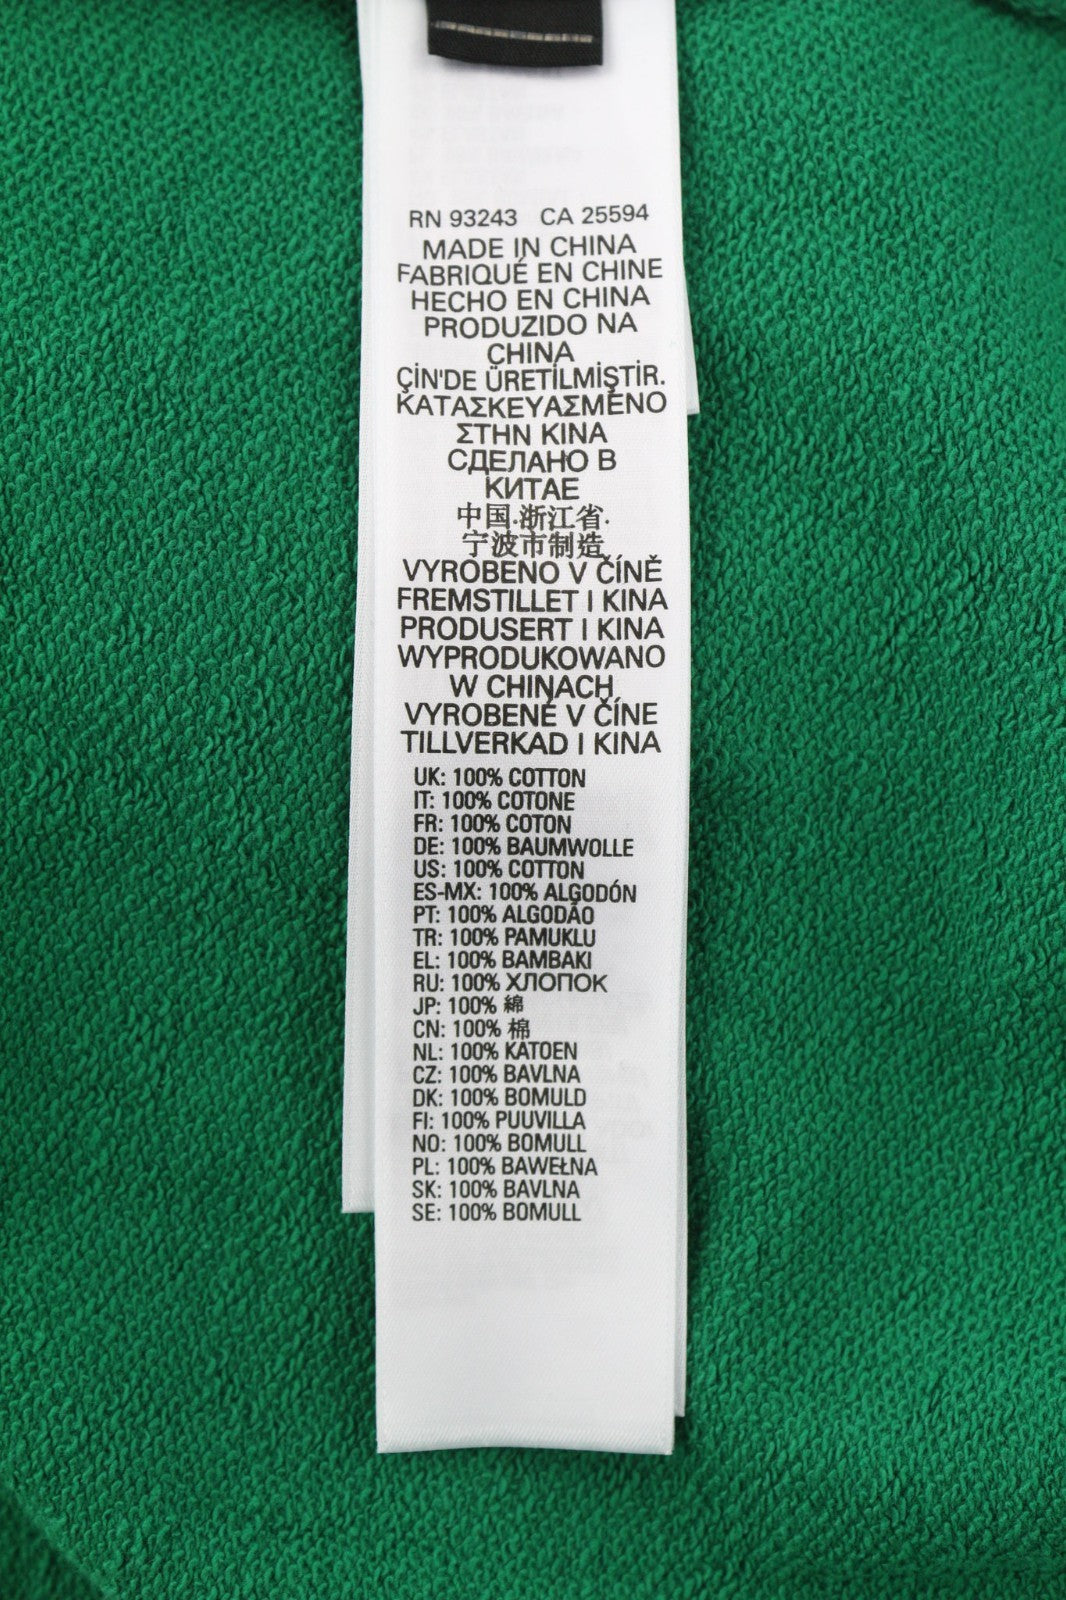 RN 93243 CA 25594
MADE IN CHINA
FABRIQUÉ EN CHINE
HECHO EN CHINA
PRODUZIDO NA
CHINA
ÇİN'DE ÜRETİLMİŞTİR.
ΚΑΤΑΣΚΕΥΑΣΜΕΝΟ
ΣΤΗΝ ΚΙΝΑ
СДЕЛАНО В
КИТАЕ
中国.浙江省.
宁波市制造
VYROBENO V ČÍNĚ
FREMSTILLET I KINA
PRODUSERT I KINA
WYPRODUKOWANO
W CHINACH
VYROBENÉ V ČÍNE
TILLVERKAD I KINA
UK: 100% COTTON
IT: 100% COTONE
FR: 100% COTON
DE: 100% BAUMWOLLE
US: 100% COTTON
ES-MX: 100% ALGODÓN
PT: 100% ALGODÃO
TR: 100% PAMUKLU
EL: 100% ΒΑΜΒΑΚΙ
RU: 100% ХЛОПОК
JP: 100% 綿
CN: 100% 棉
NL: 100% KATOEN
CZ: 100% BAVLNA
DK: 100% BOMULD
FI: 100% PUUVILLA
NO: 100% BOMULL
PL: 100% BAWEŁNA
SK: 100% BAVLNA
SE: 100% BOMULL